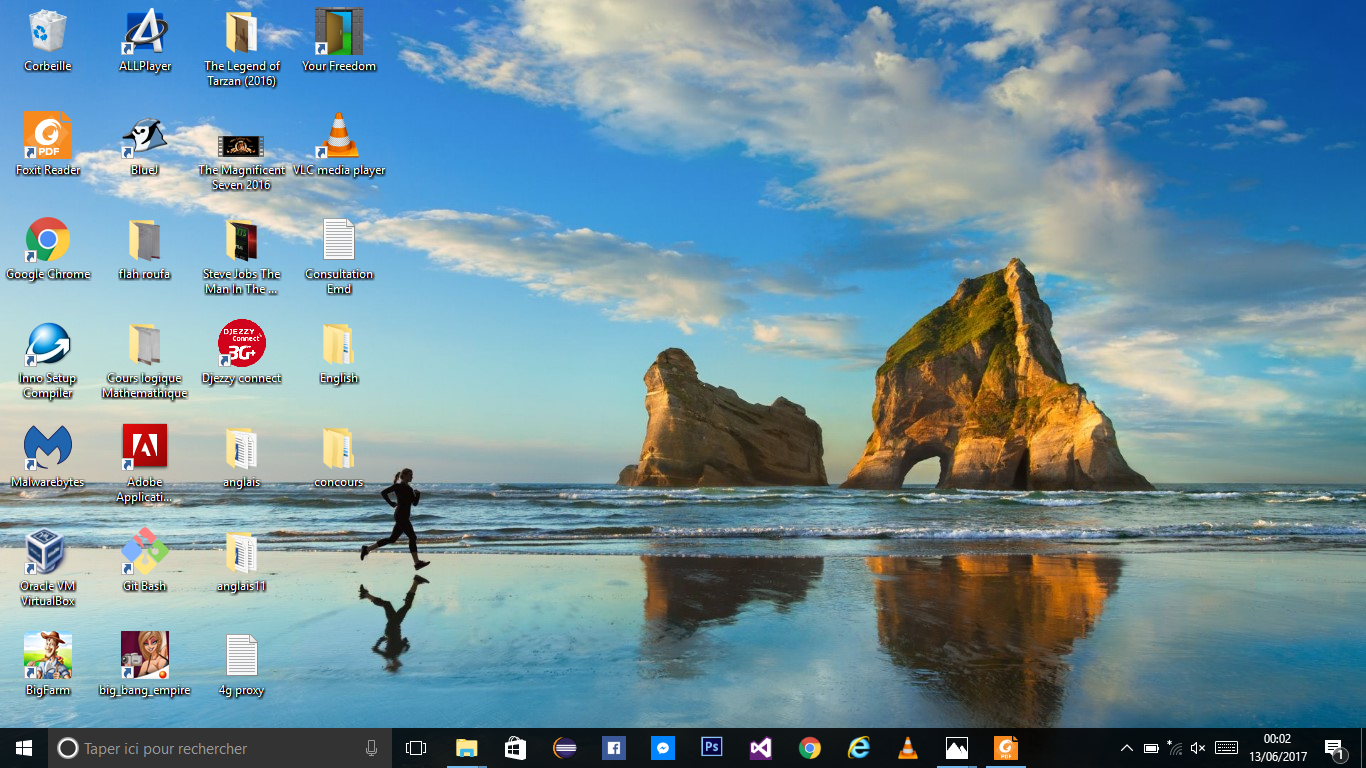 Corbeille
ALLPlayer
The Legend of
Tarzan (2016)
Your Freedom
PDF
Foxit Reader
BlueJ
The Magnificent
Seven 2016
VLC media player
Google Chrome
flah roufa
Steve Jobs The
Man In The ...
Consultation
Emd
Inno Setup
Compiler
Cours logique
Mathemathique
DJEZZY
Connect
3G+
Djezzy connect
English
Malwarebytes
Adobe
Applicati...
anglais
concours
Oracle VM
VirtualBox
Git Bash
anglais11
BigFarm
big_bang_empire
4g proxy
Taper ici pour rechercher
Ps
PDF
00:02
13/06/2017
1